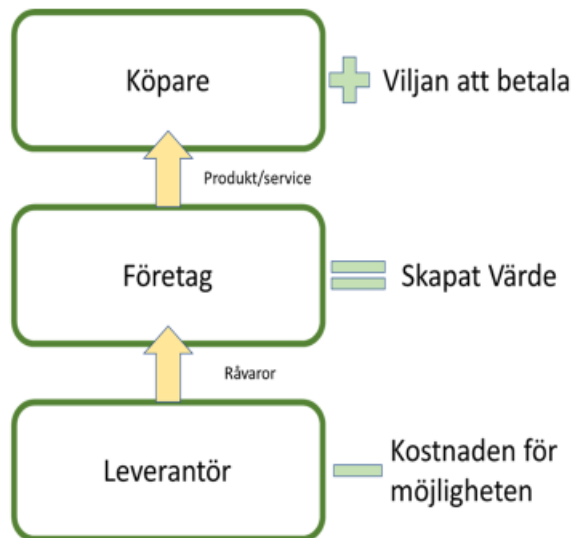 Köpare
Viljan att betala
Produkt/service
Företag
Skapat Värde
Råvaror
Leverantör
Kostnaden för
möjligheten